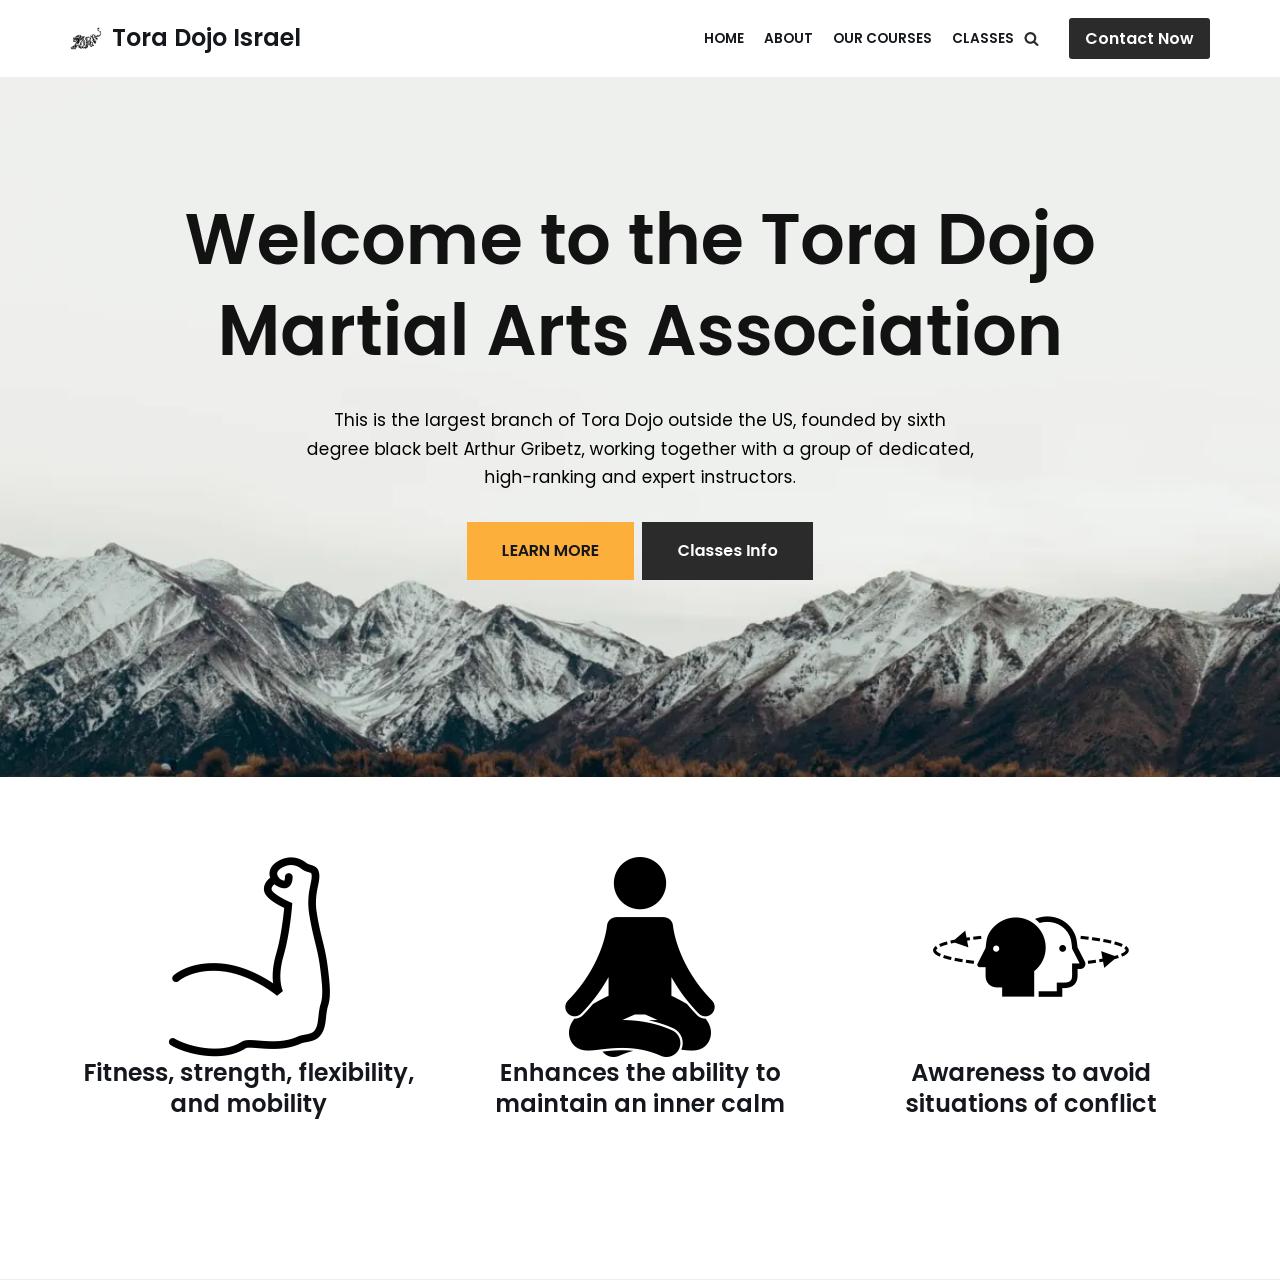 Tora Dojo Israel
HOME
ABOUT
OUR COURSES
CLASSES
Contact Now
Welcome to the Tora Dojo
Martial Arts Association
This is the largest branch of Tora Dojo outside the US, founded by sixth
degree black belt Arthur Gribetz, working together with a group of dedicated,
high-ranking and expert instructors.
LEARN MORE
Classes Info
Fitness, strength, flexibility,
and mobility
Enhances the ability to
maintain an inner calm
Awareness to avoid
situations of conflict